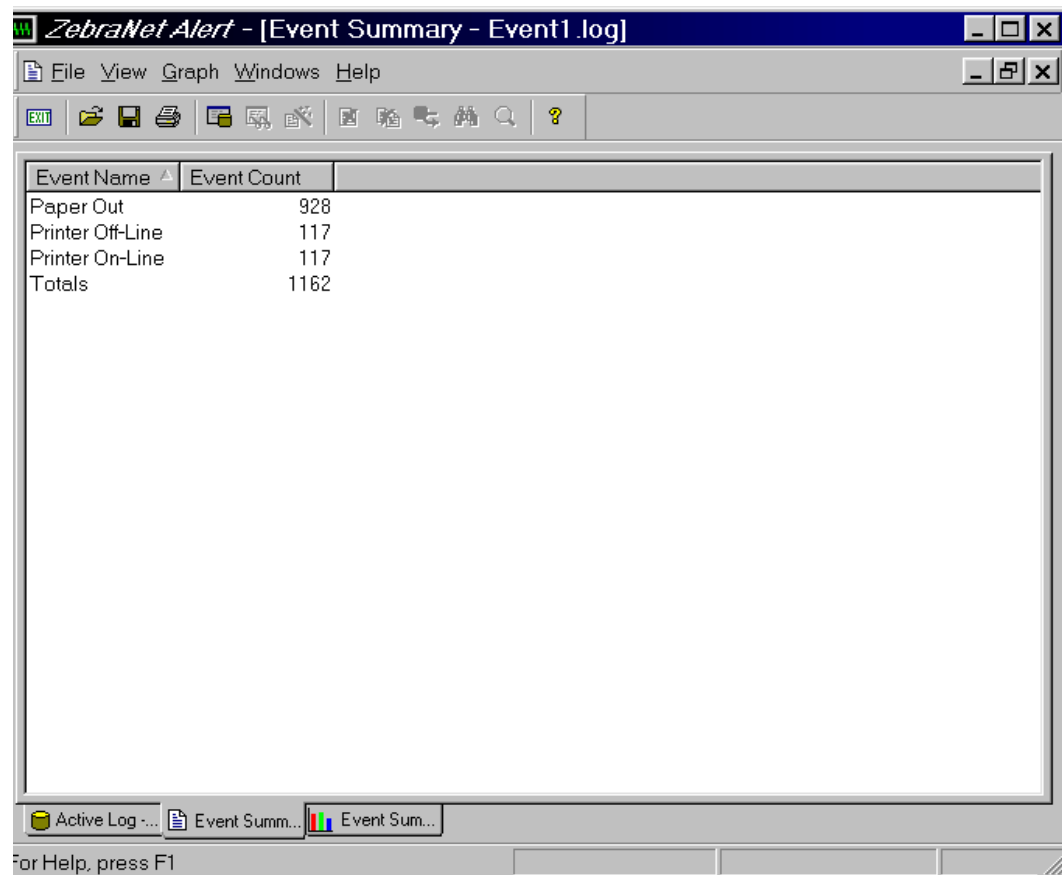 ZebraNet Alert - [Event Summary - Event1.log]
File View Graph Windows Help
EXIT
Event Name Event Count
Paper Out 928
Printer Off-Line 117
Printer On-Line 117
Totals 1162
Active Log -... Event Summ... Event Sum...
For Help, press F1